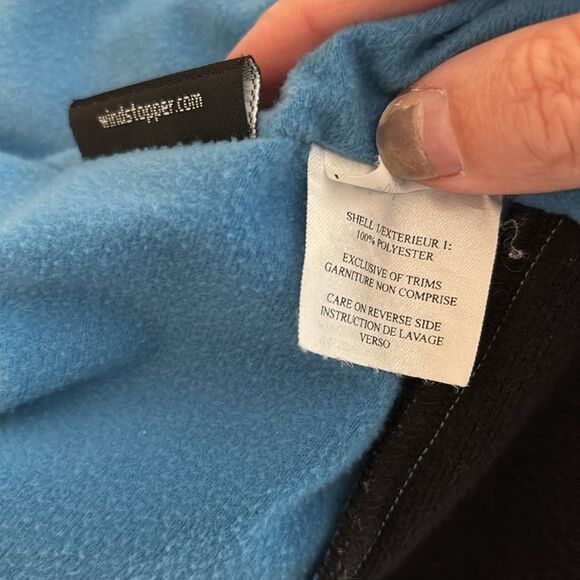 windstopper.com
SHELL 1/EXTERIEUR 1:
100% POLYESTER
EXCLUSIVE OF TRIMS
GARNITURE NON COMPRISE
CARE ON REVERSE SIDE
INSTRUCTION DE LAVAGE
VERSO